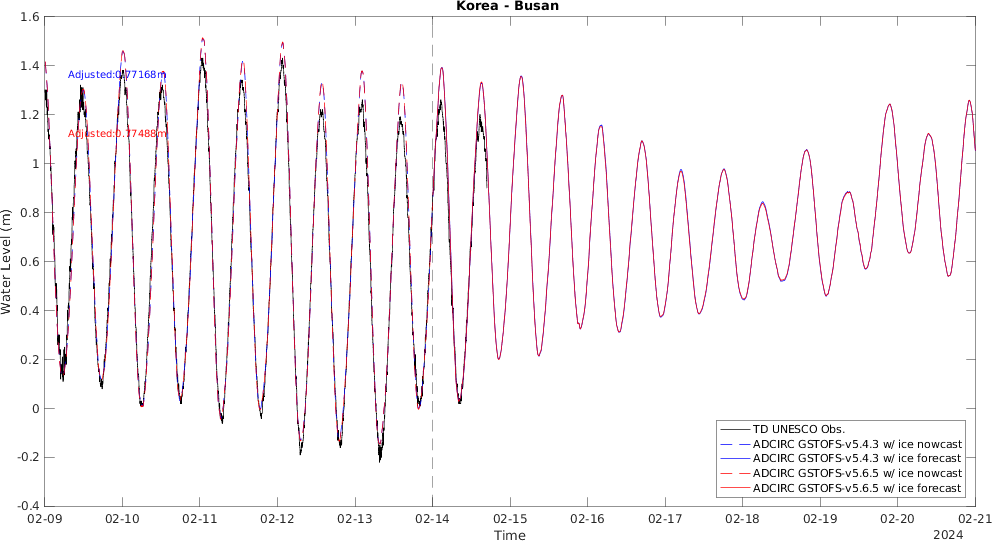 Korea - Busan
1.6
1.4
1.2
1
0.8
0.6
0.4
0.2
0
-0.2
-0.4
Water Level (m)
Adjusted:0.77168m
Adjusted:0.77488m
TD UNESCO Obs.
ADCIRC GSTOFS-v5.4.3 w/ ice nowcast
ADCIRC GSTOFS-v5.4.3 w/ ice forecast
ADCIRC GSTOFS-v5.6.5 w/ ice nowcast
ADCIRC GSTOFS-v5.6.5 w/ ice forecast
02-09 02-10 02-11 02-12 02-13 02-14 02-15 02-16 02-17 02-18 02-19 02-20 02-21
Time
2024